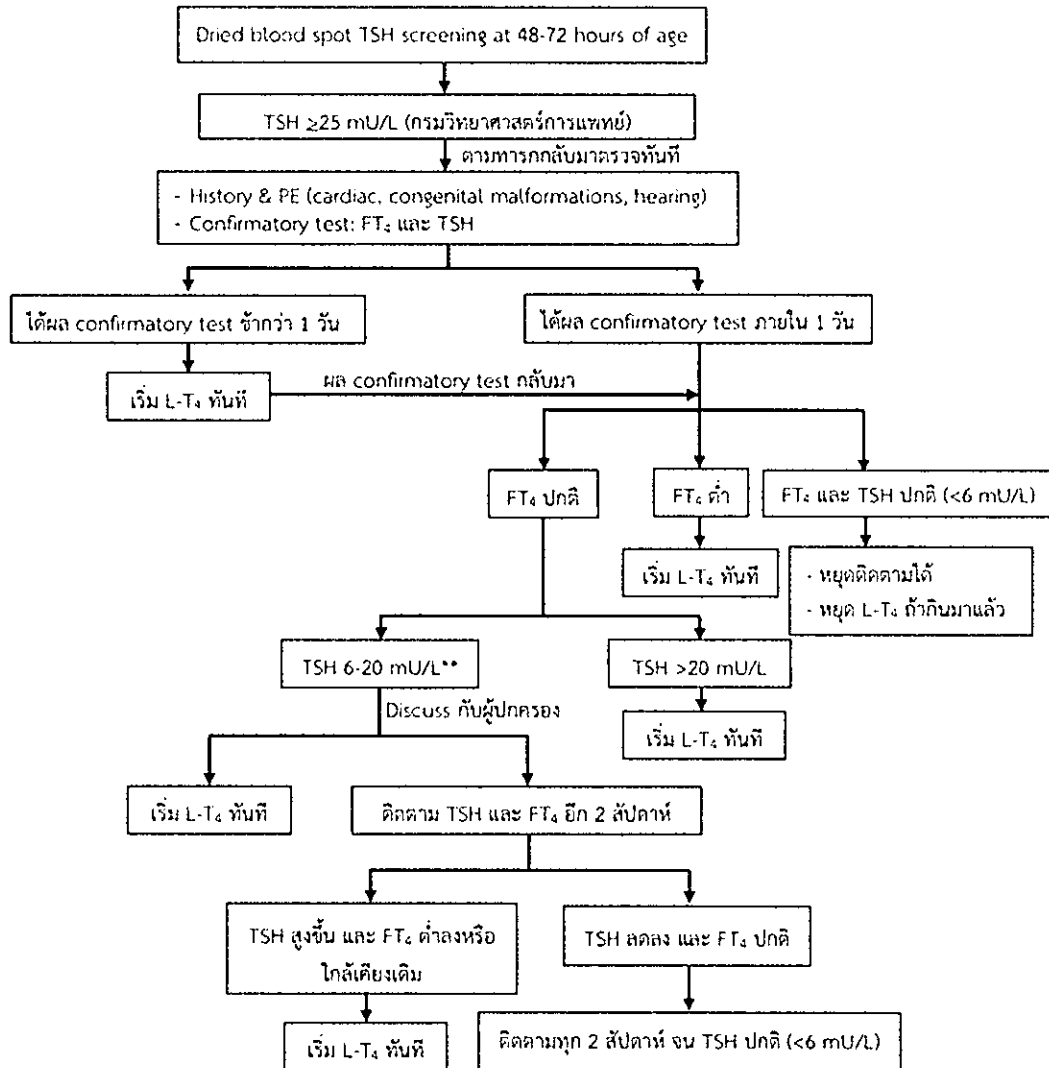 Dried blood spot TSH screening at 48-72 hours of age
TSH ≥25 mU/L (กรมวิทยาศาสตร์การแพทย์)
ตามทารกกลับมาตรวจทันที
- History & PE (cardiac, congenital malformations, hearing)
- Confirmatory test: FT₄ และ TSH
ได้ผล confirmatory test ช้ากว่า 1 วัน
ได้ผล confirmatory test ภายใน 1 วัน
เริ่ม L-T₄ ทันที
ผล confirmatory test กลับมา
FT₄ ปกติ
FT₄ ต่ำ
FT₄ และ TSH ปกติ (<6 mU/L)
เริ่ม L-T₄ ทันที
- หยุดติดตามได้
- หยุด L-T₄ ถ้ากินมาแล้ว
TSH 6-20 mU/L**
TSH >20 mU/L
Discuss กับผู้ปกครอง
เริ่ม L-T₄ ทันที
เริ่ม L-T₄ ทันที
ติดตาม TSH และ FT₄ อีก 2 สัปดาห์
TSH สูงขึ้น และ FT₄ ต่ำลงหรือ
ใกล้เคียงเดิม
TSH ลดลง และ FT₄ ปกติ
เริ่ม L-T₄ ทันที
ติดตามทุก 2 สัปดาห์ จน TSH ปกติ (<6 mU/L)